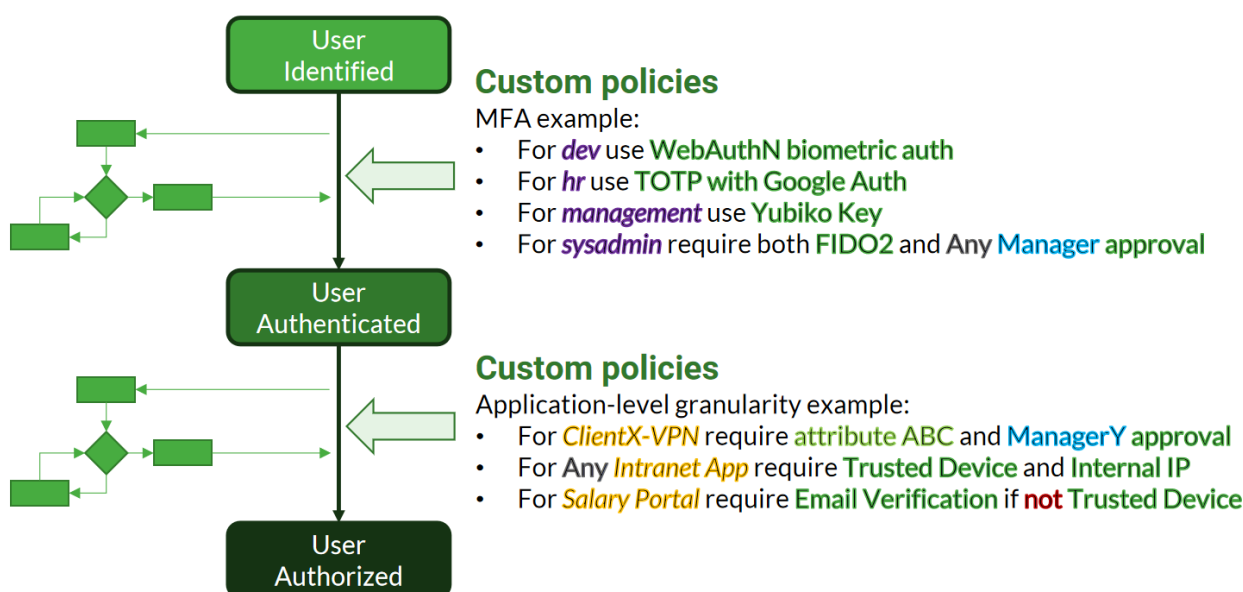 User
Identified
Custom policies
MFA example:
• For dev use WebAuthN biometric auth
• For hr use TOTP with Google Auth
• For management use Yubiko Key
• For sysadmin require both FIDO2 and Any Manager approval
User
Authenticated
Custom policies
Application-level granularity example:
• For ClientX-VPN require attribute ABC and ManagerY approval
• For Any Intranet App require Trusted Device and Internal IP
• For Salary Portal require Email Verification if not Trusted Device
User
Authorized